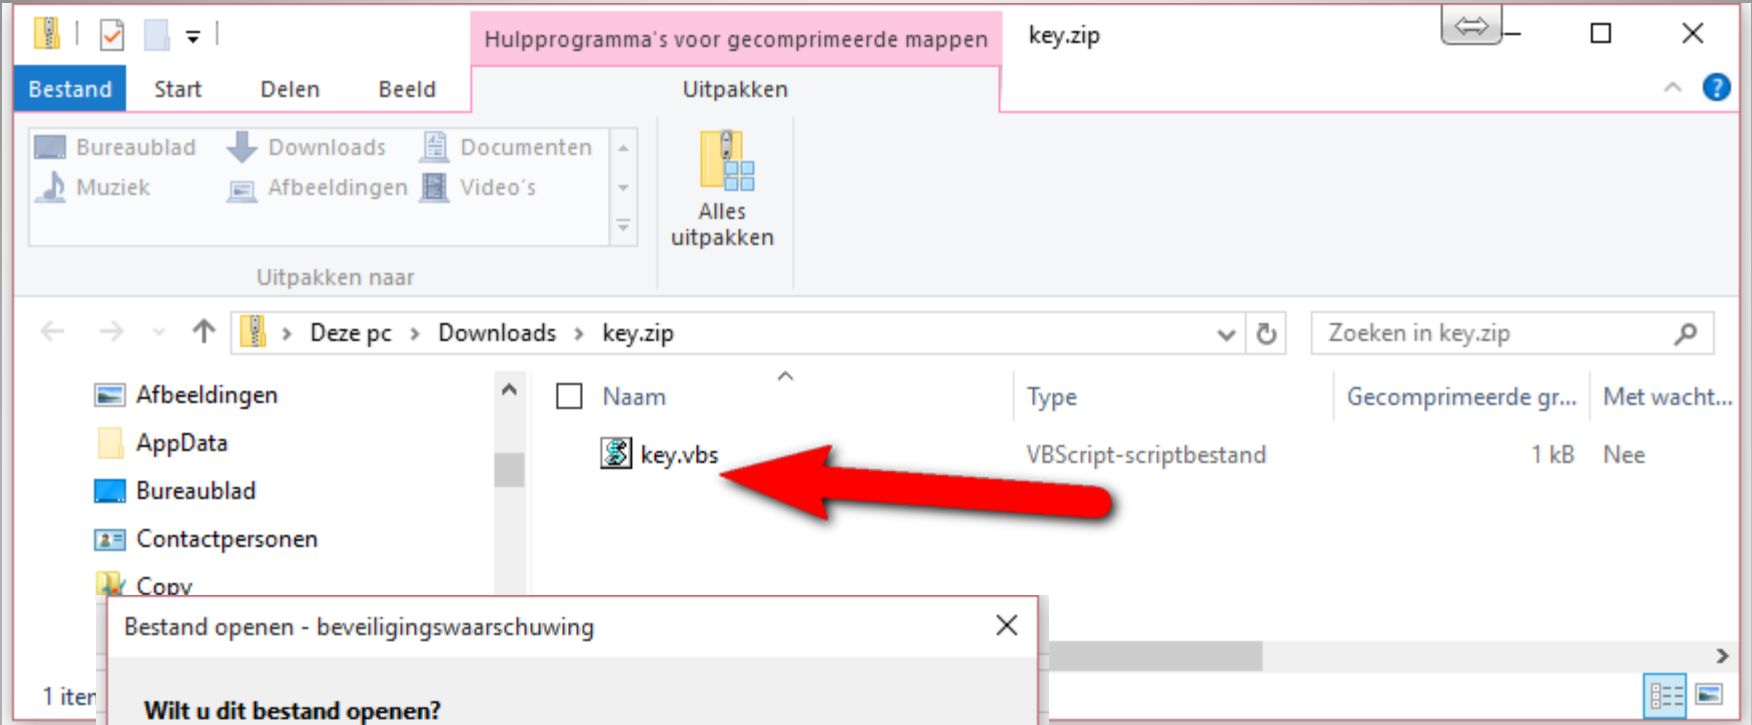 Hulpprogramma's voor gecomprimeerde mappen
key.zip
Bestand
Start
Delen
Beeld
Uitpakken
?
Bureaublad
Downloads
Documenten
Muziek
Afbeeldingen
Video's
Alles
uitpakken
Uitpakken naar
Deze pc > Downloads > key.zip
Zoeken in key.zip
Afbeeldingen
AppData
Bureaublad
Contactpersonen
Copy
Naam
Type
Gecomprimeerde gr...
Met wacht...
key.vbs
VBScript-scriptbestand
1 kB
Nee
1 iten
Bestand openen - beveiligingswaarschuwing
Wilt u dit bestand openen?